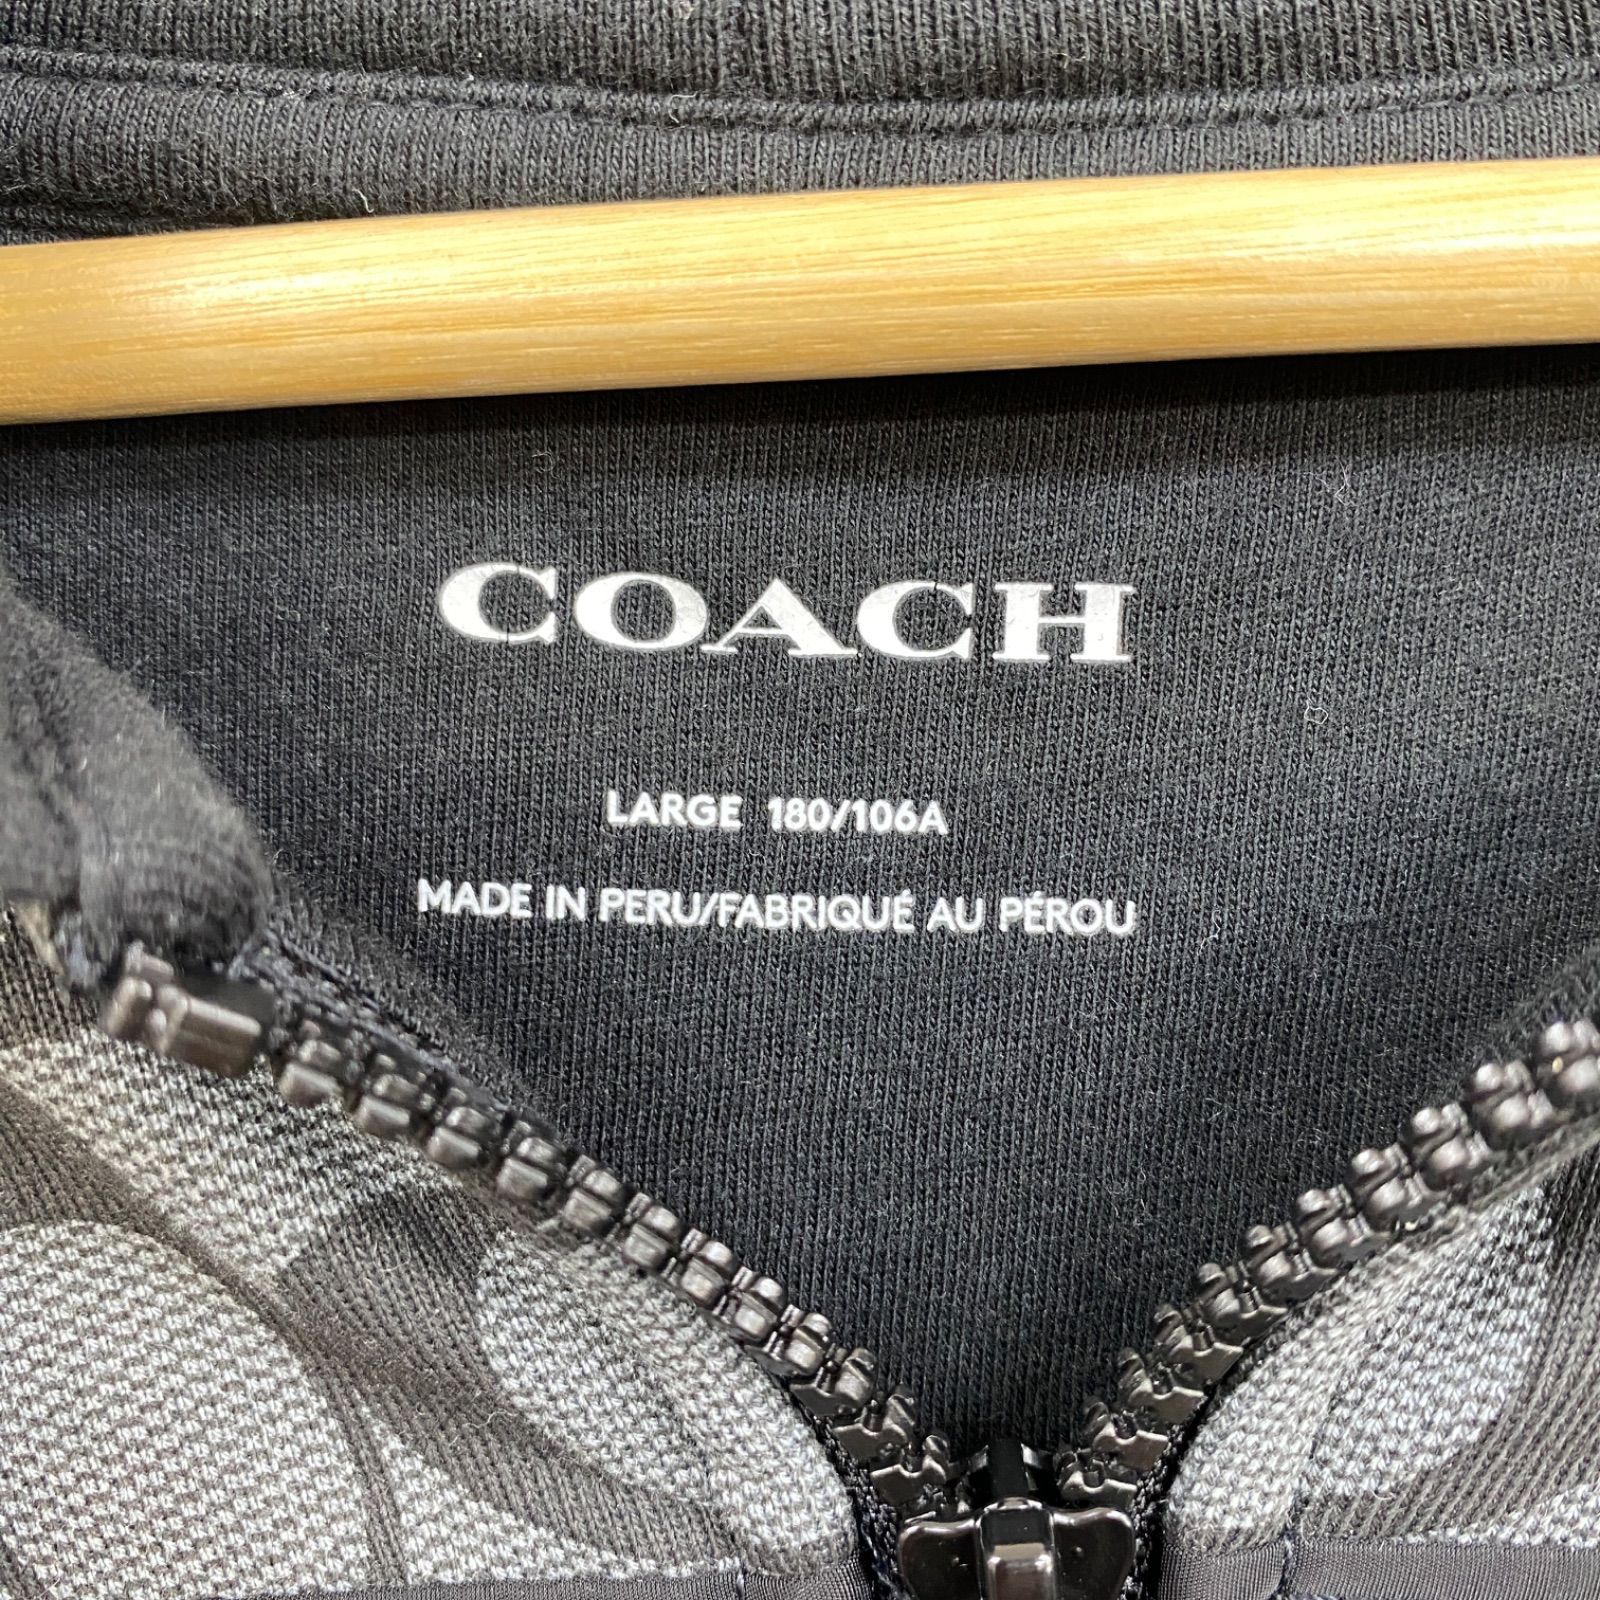 COACH
LARGE 180/106A
MADE IN PERU/FABRIQUÉ AU PÉROU